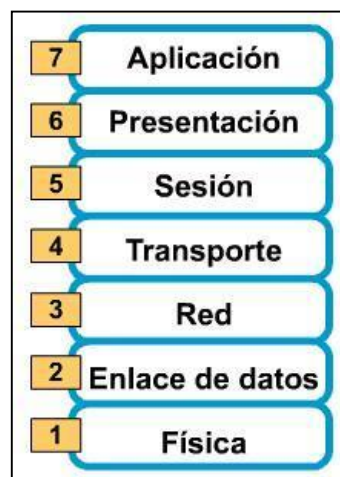 7 Aplicación
6 Presentación
5 Sesión
4 Transporte
3 Red
2 Enlace de datos
1 Física